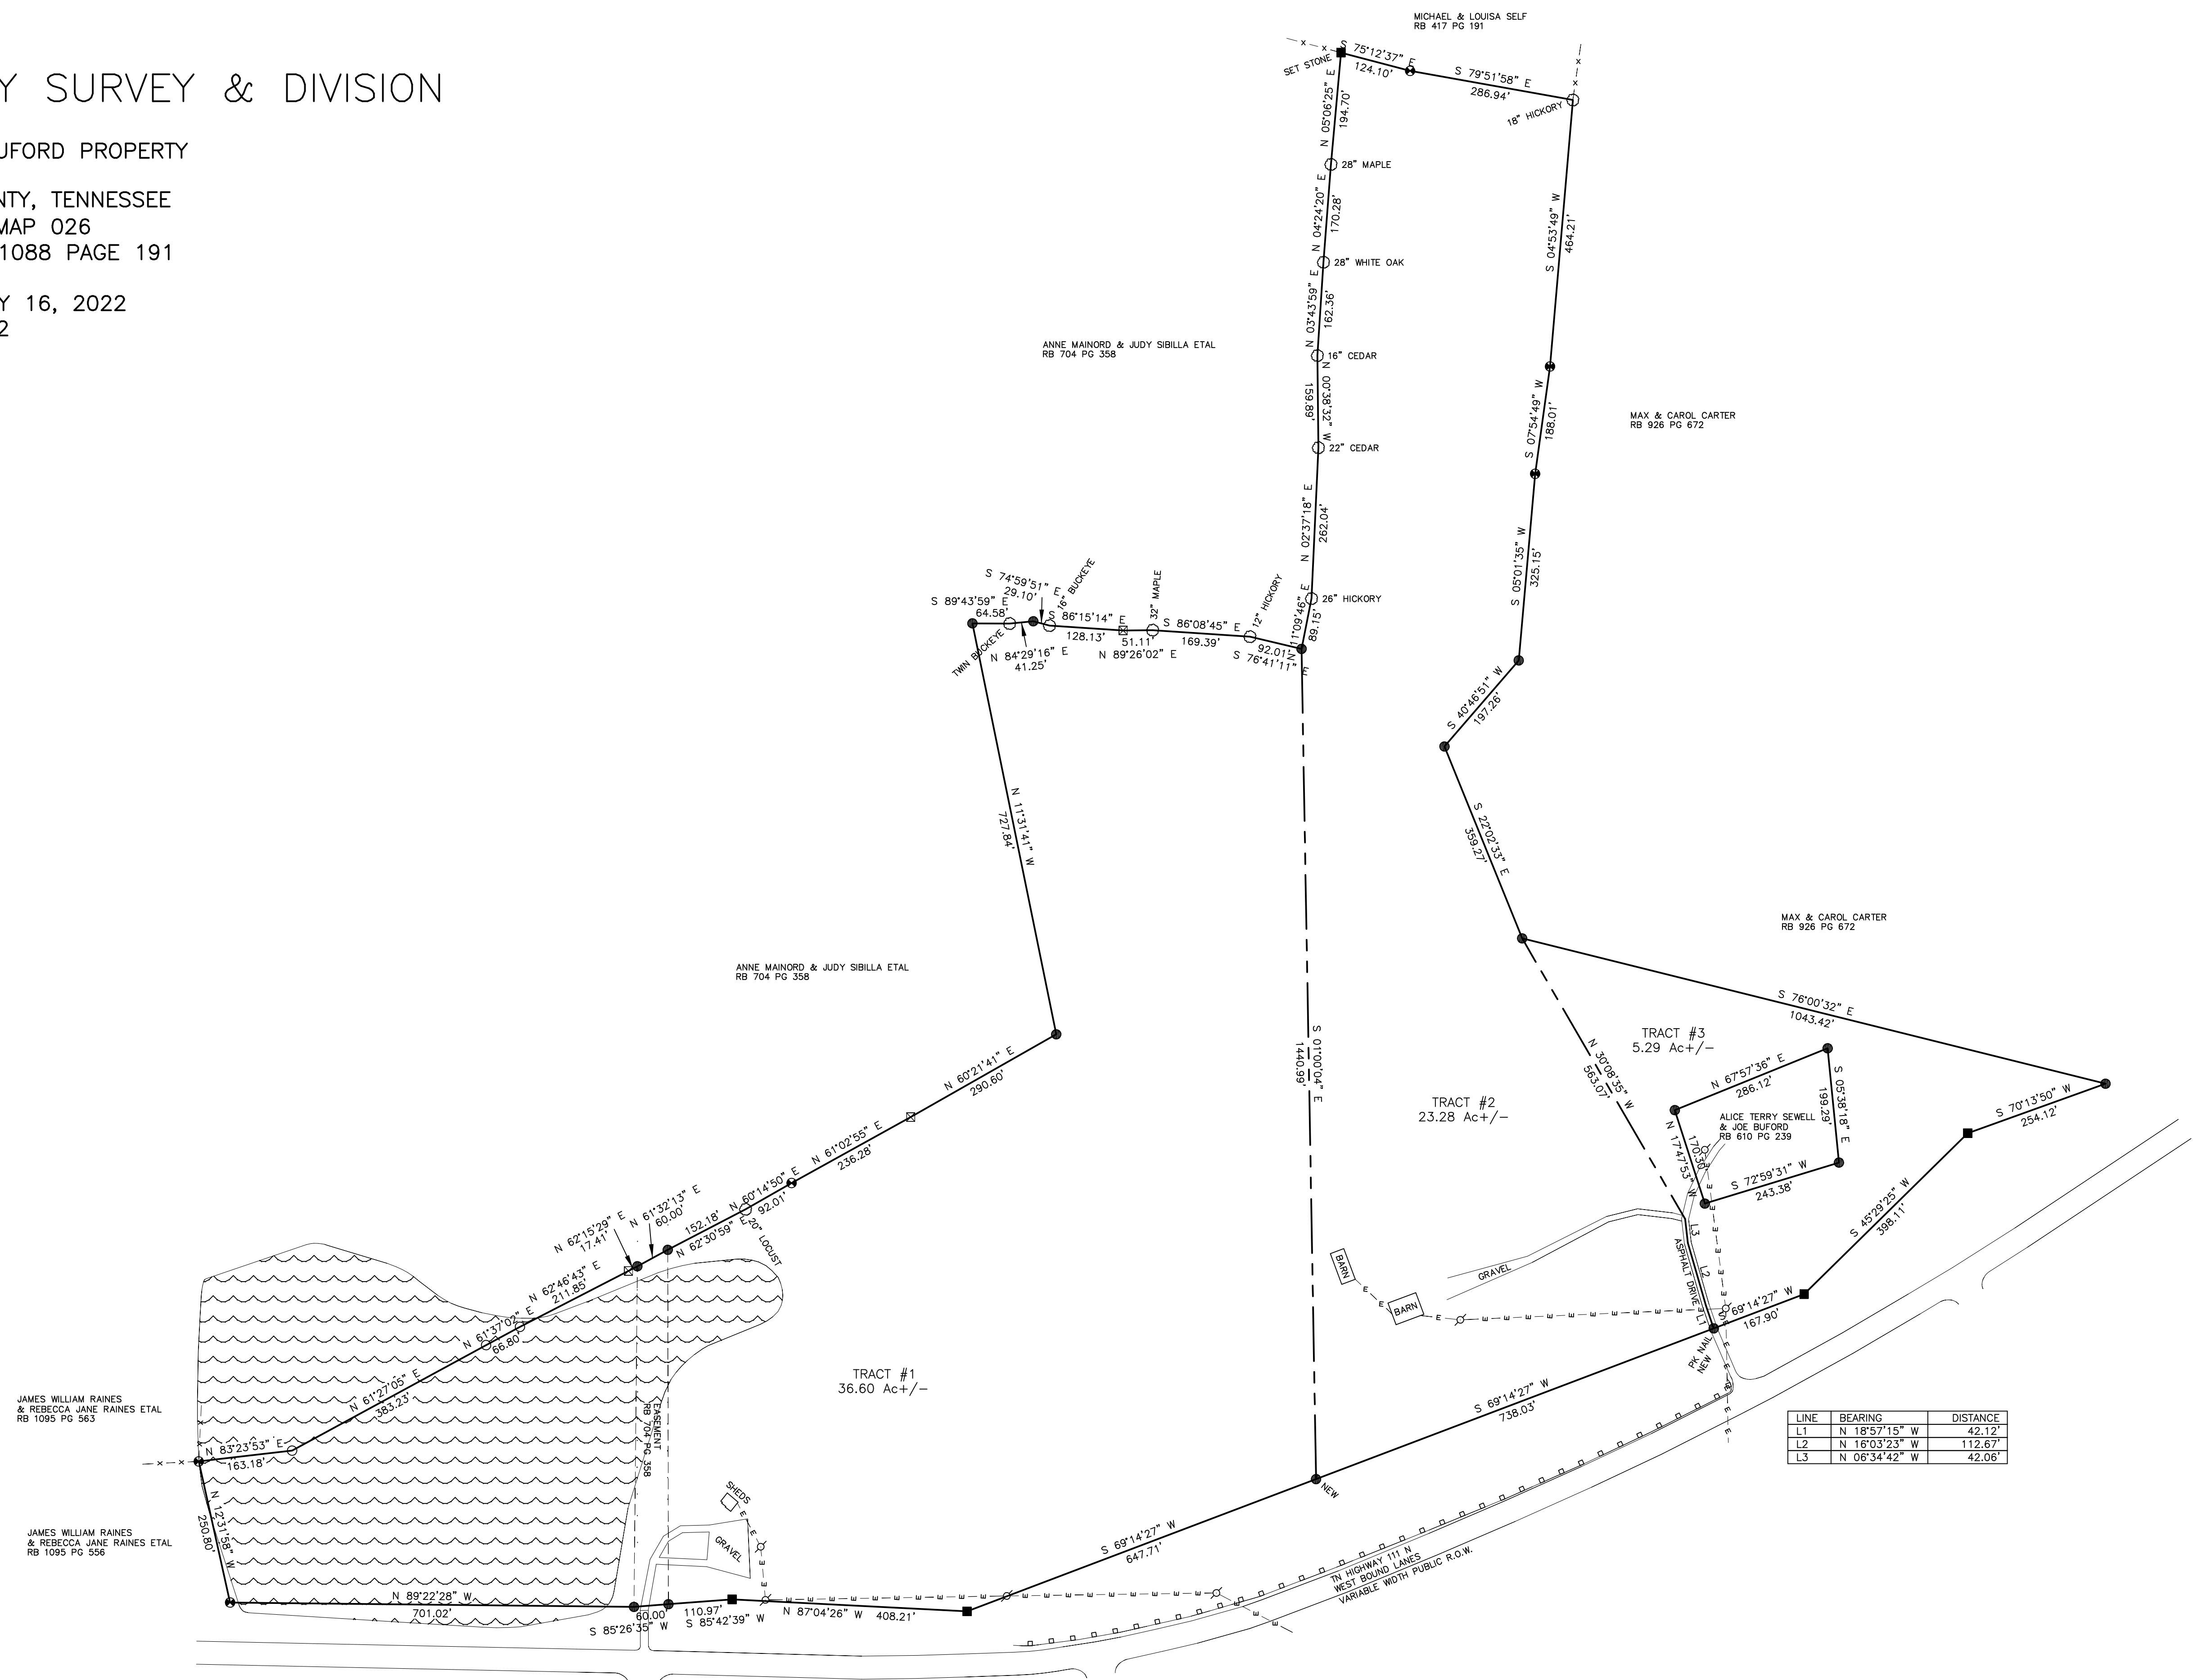 Y SURVEY & DIVISION
UFORD PROPERTY
NTY, TENNESSEE
MAP 026
1088 PAGE 191
Y 16, 2022
2
MICHAEL & LOUISA SELF
RB 417 PG 191
SET STONE
S 75°12'37" E
124.10'
S 79°51'58" E
286.94'
18" HICKORY
N 05°06'25" E
194.70'
28" MAPLE
N 04°24'20" E
170.28'
28" WHITE OAK
N 03°43'59" E
162.36'
16" CEDAR
N 00°38'32" W
159.89'
22" CEDAR
N 02°37'18" E
262.04'
26" HICKORY
N 11°09'46" E
89.15'
S 04°53'49" W
464.21'
S 07°54'49" W
188.01'
S 05°01'35" W
325.15'
S 40°46'51" W
197.26'
S 22°02'33" E
359.27'
ANNE MAINORD & JUDY SIBILLA ETAL
RB 704 PG 358
MAX & CAROL CARTER
RB 926 PG 672
S 89°43'59" E
64.58'
TWIN BUCKEYE
N 84°29'16" E
41.25'
S 74°59'51" E
29.10'
16" BUCKEYE
S 86°15'14" E
128.13'
32" MAPLE
51.11'
N 89°26'02" E
S 86°08'45" E
169.39'
12" HICKORY
92.01'
S 76°41'11" E
N 11°31'41" W
727.84'
ANNE MAINORD & JUDY SIBILLA ETAL
RB 704 PG 358
MAX & CAROL CARTER
RB 926 PG 672
S 76°00'32" E
1043.42'
S 01°00'04" E
1440.99'
N 30°08'35" W
563.07'
TRACT #3
5.29 Ac+/-
TRACT #2
23.28 Ac+/-
N 67°57'36" E
286.12'
S 05°38'18" E
199.29'
ALICE TERRY SEWELL
& JOE BUFORD
RB 610 PG 239
N 17°47'53" W
170.30'
S 72°59'31" W
243.38'
S 70°13'50" W
254.12'
S 45°29'25" W
398.11'
N 60°21'41" E
290.60'
N 61°02'55" E
236.28'
N 60°14'50" E
92.01'
20" LOCUST
N 62°30'59" E
152.18'
N 61°32'13" E
60.00'
N 62°15'29" E
17.41'
N 62°46'43" E
211.85'
N 61°37'02" E
66.80'
N 61°27'05" E
383.23'
N 83°23'53" E
163.18'
N 12°31'58" W
250.80'
JAMES WILLIAM RAINES
& REBECCA JANE RAINES ETAL
RB 1095 PG 563
JAMES WILLIAM RAINES
& REBECCA JANE RAINES ETAL
RB 1095 PG 556
TRACT #1
36.60 Ac+/-
EASEMENT
RB 704 PG 358
SHEDS
GRAVEL
N 89°22'28" W
701.02'
60.00'
S 85°26'35" W
110.97'
S 85°42'39" W
N 87°04'26" W 408.21'
S 69°14'27" W
647.71'
NEW
S 69°14'27" W
738.03'
BARN
BARN
GRAVEL
ASPHALT DRIVE
L3
L2
L1
PK NAIL
NEW
S 69°14'27" W
167.90'
TN HIGHWAY 111 N
WEST BOUND LANES
VARIABLE WIDTH PUBLIC R.O.W.
LINE BEARING DISTANCE
L1 N 18°57'15" W 42.12'
L2 N 16°03'23" W 112.67'
L3 N 06°34'42" W 42.06'